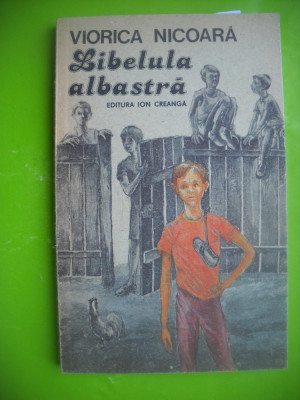 VIORICA NICOARĂ
Libelula
albastră
EDITURA ION CREANGĂ